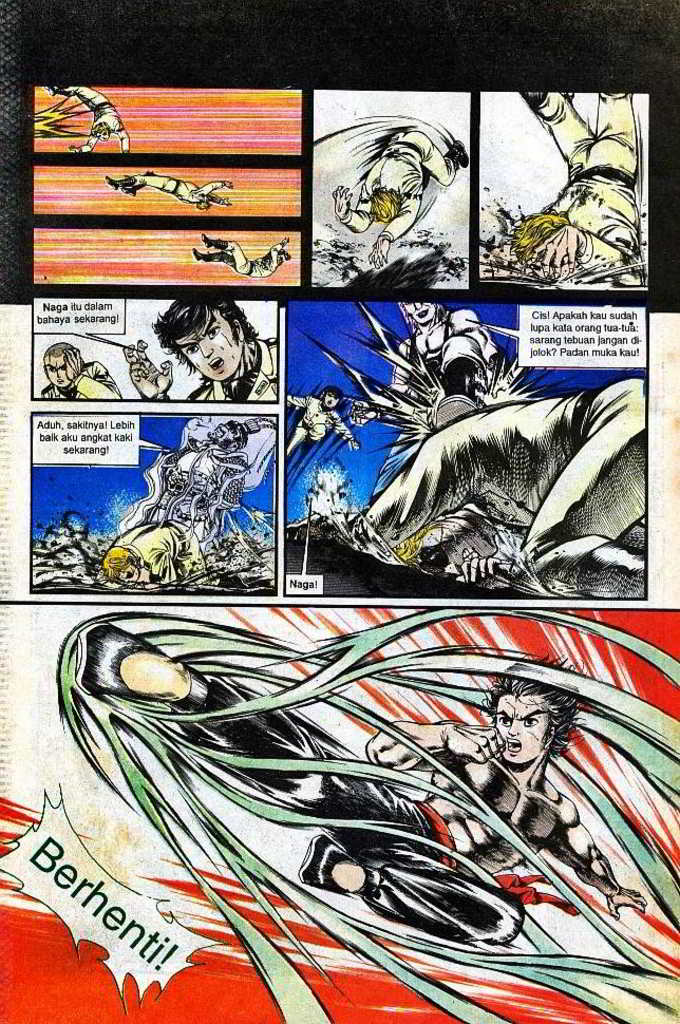 Naga itu dalam
bahaya sekarang!
Cis! Apakah kau sudah
lupa kata orang tua-tua:
sarang tebuan jangan di-
jolok? Padan muka kau!
Aduh, sakitnya! Lebih
baik aku angkat kaki
sekarang!
Naga!
Berhenti!